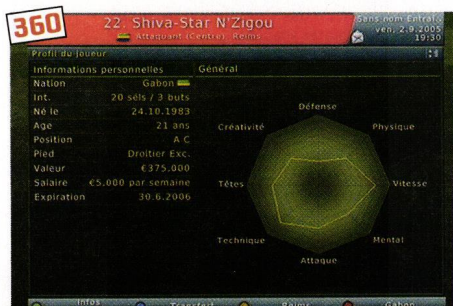 360
22. Shiva-Star N'Zigou
Attaquant (Centre), Reims
Sans nom Entraî.
ven. 2.9.2005
19:30
Profil du Joueur
Informations personnelles
Nation Gabon
Int. 20 séls / 3 buts
Né le 24.10.1983
Age 21 ans
Position A C
Pied Droitier Exc.
Valeur €375.000
Salaire €5.000 par semaine
Expiration 30.6.2006
Général
Défense
Créativité
Physique
Têtes
Vitesse
Technique
Mental
Attaque
Infos
Transfert
Reims
Gabon